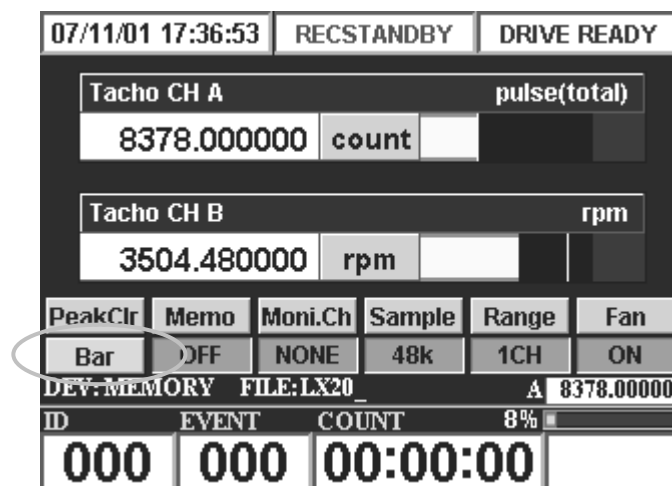 07/11/01 17:36:53 RECSTANDBY DRIVE READY
Tacho CH A pulse(total)
8378.000000 count
Tacho CH B rpm
3504.480000 rpm
PeakClr Memo Moni.Ch Sample Range Fan
Bar OFF NONE 48k 1CH ON
DEV:MEMORY FILE:LX20_ A 8378.00000
ID EVENT COUNT 8%
000 000 00:00:00